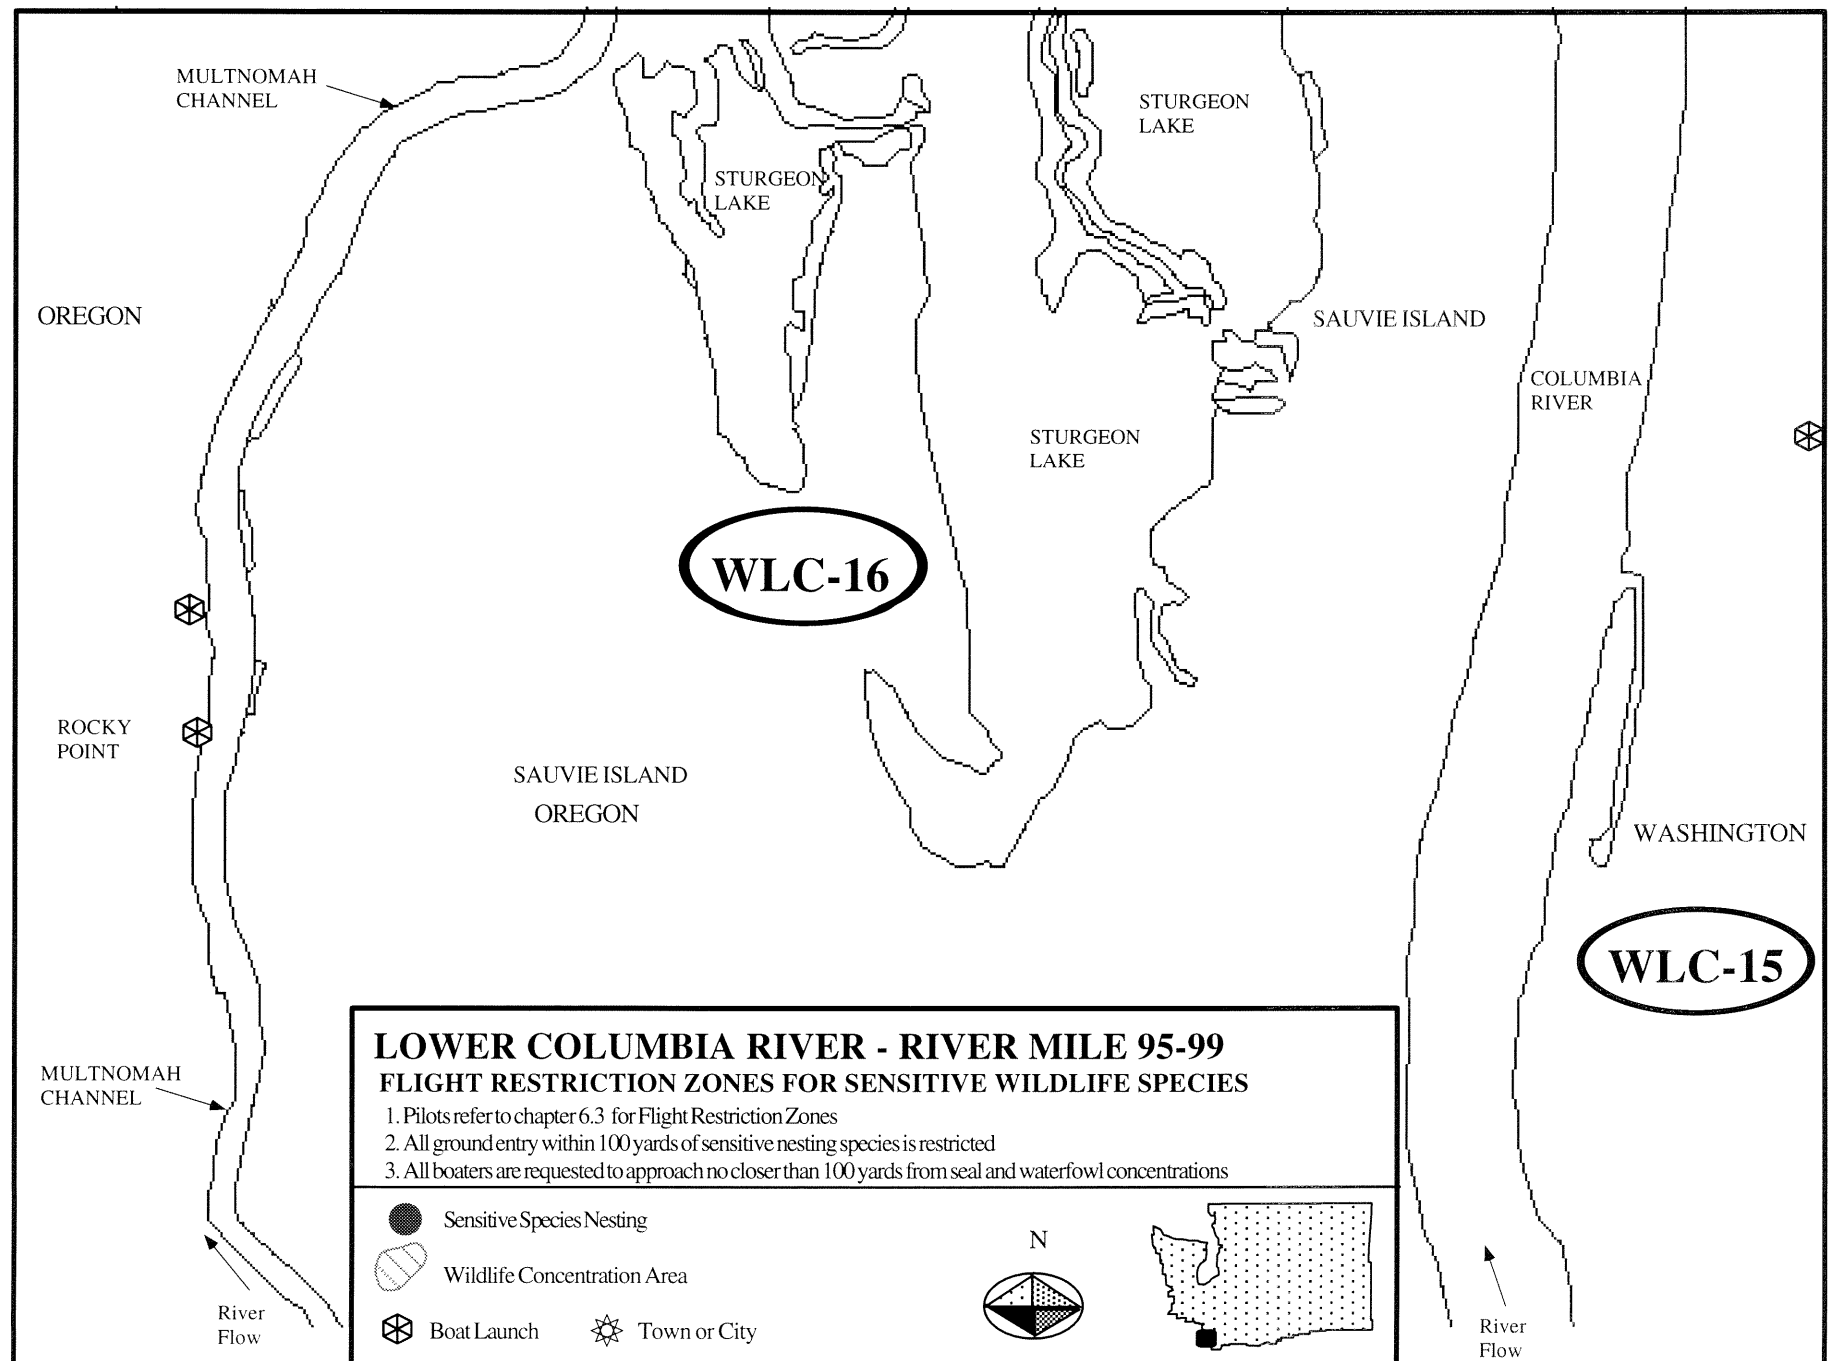 MULTNOMAH
CHANNEL
STURGEON
LAKE
STURGEON
LAKE
OREGON
SAUVIE ISLAND
COLUMBIA
RIVER
STURGEON
LAKE
WLC-16
ROCKY
POINT
SAUVIE ISLAND
OREGON
WASHINGTON
WLC-15
MULTNOMAH
CHANNEL
LOWER COLUMBIA RIVER - RIVER MILE 95-99
FLIGHT RESTRICTION ZONES FOR SENSITIVE WILDLIFE SPECIES
1. Pilots refer to chapter 6.3 for Flight Restriction Zones
2. All ground entry within 100 yards of sensitive nesting species is restricted
3. All boaters are requested to approach no closer than 100 yards from seal and waterfowl concentrations
Sensitive Species Nesting
Wildlife Concentration Area
Boat Launch
Town or City
N
River
Flow
River
Flow